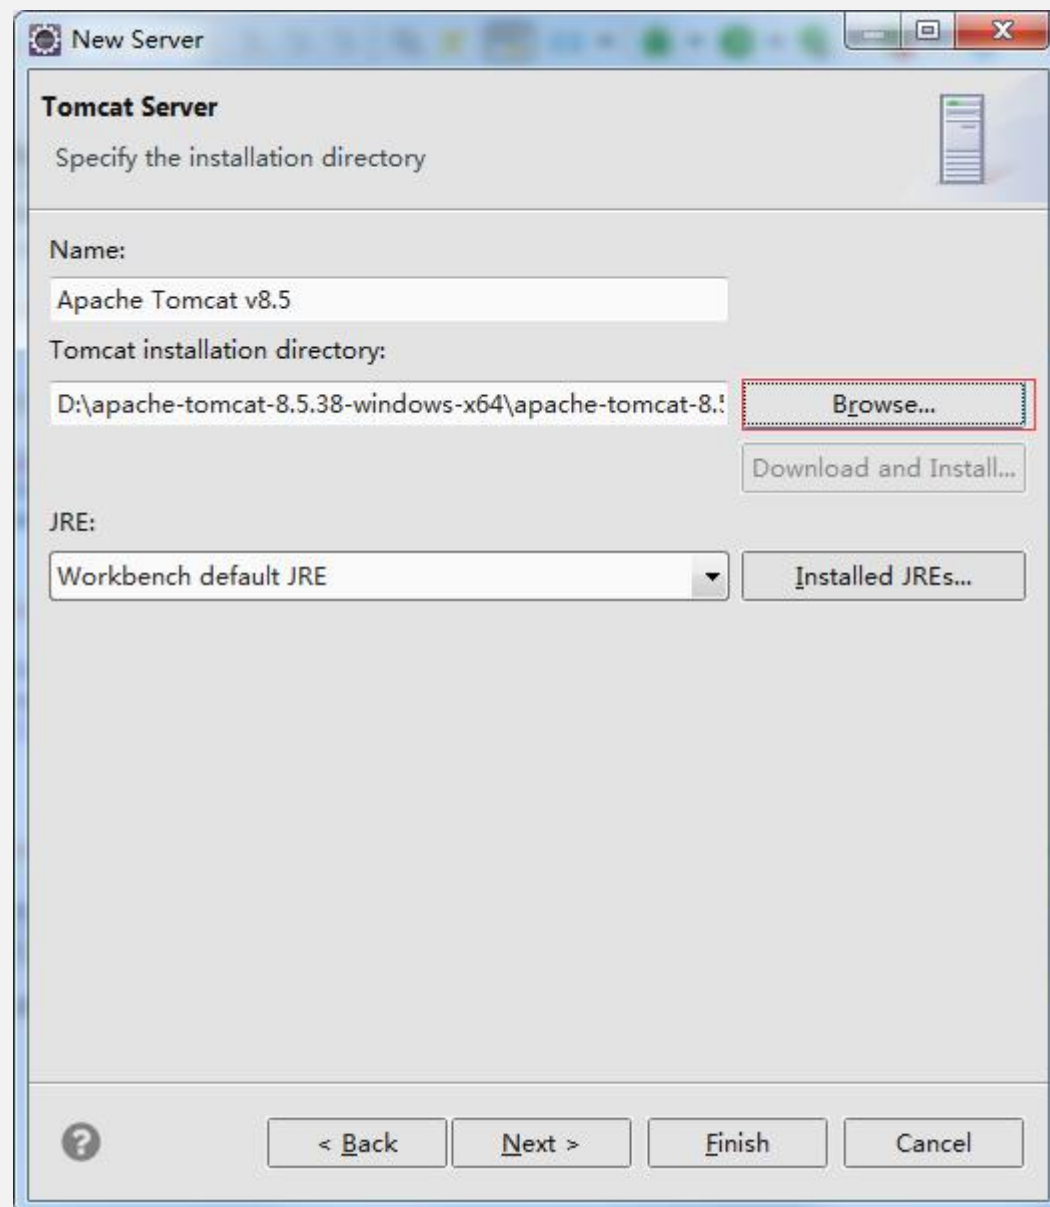 New Server
Tomcat Server
Specify the installation directory
Name:
Apache Tomcat v8.5
Tomcat installation directory:
D:\apache-tomcat-8.5.38-windows-x64\apache-tomcat-8.5
Browse...
Download and Install...
JRE:
Workbench default JRE
Installed JREs...
< Back
Next >
Finish
Cancel